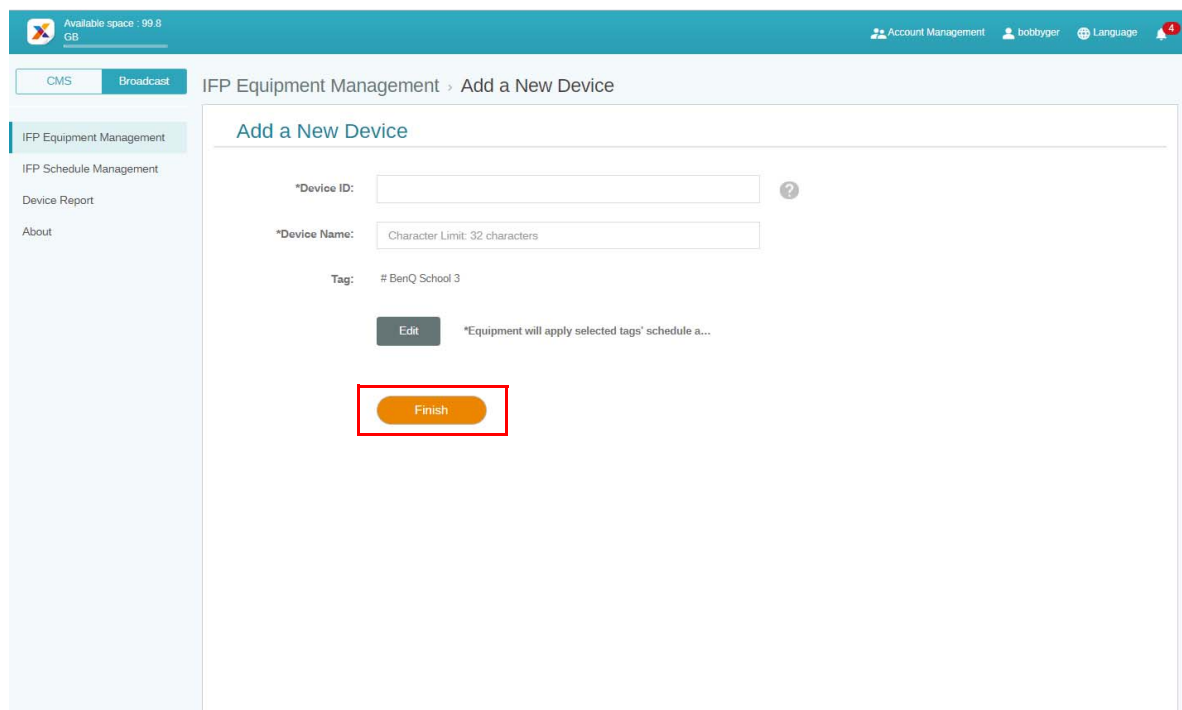 Available space : 99.8
GB
Account Management
bobbyger
Language
4
CMS
Broadcast
IFP Equipment Management › Add a New Device
IFP Equipment Management
IFP Schedule Management
Device Report
About
Add a New Device
*Device ID:
?
*Device Name:
Character Limit: 32 characters
Tag:
# BenQ School 3
Edit
*Equipment will apply selected tags' schedule a...
Finish